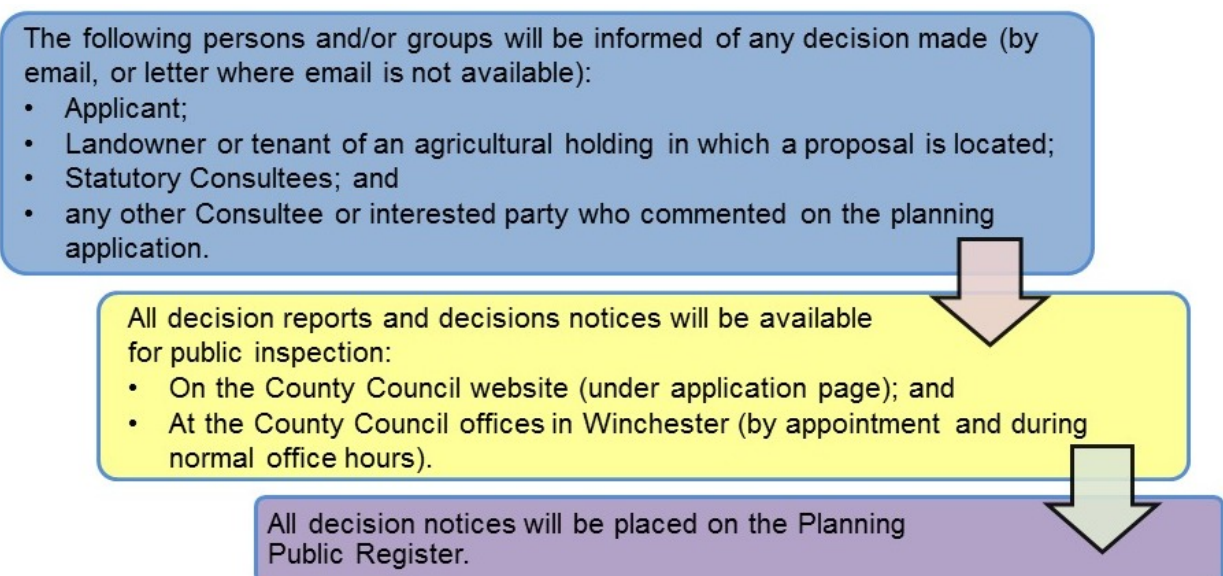 The following persons and/or groups will be informed of any decision made (by
email, or letter where email is not available):
• Applicant;
• Landowner or tenant of an agricultural holding in which a proposal is located;
• Statutory Consultees; and
• any other Consultee or interested party who commented on the planning
application.
All decision reports and decisions notices will be available
for public inspection:
• On the County Council website (under application page); and
• At the County Council offices in Winchester (by appointment and during
normal office hours).
All decision notices will be placed on the Planning
Public Register.